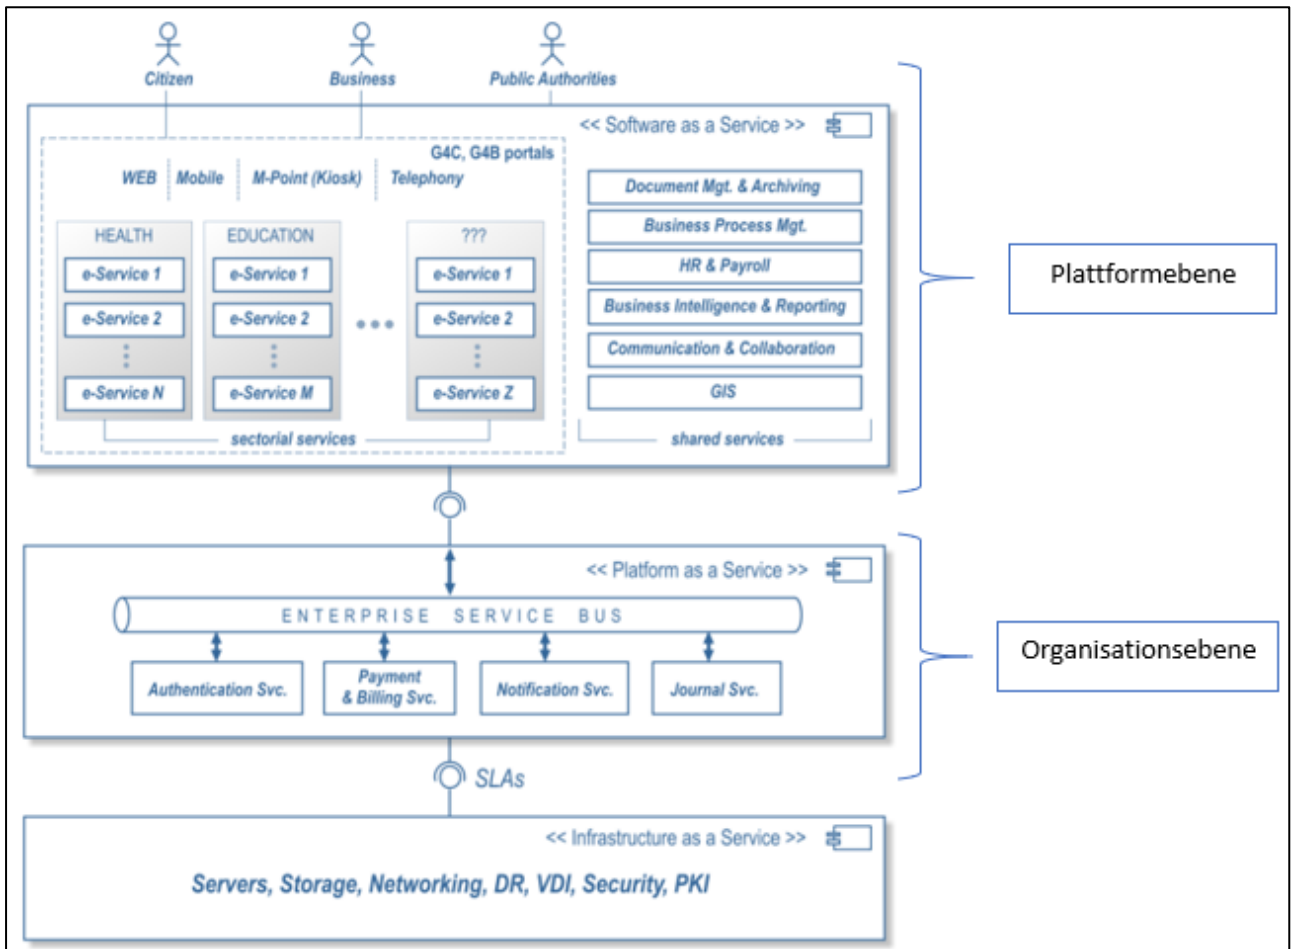 Citizen
Business
Public Authorities
<< Software as a Service >>
G4C, G4B portals
WEB
Mobile
M-Point (Kiosk)
Telephony
HEALTH
e-Service 1
e-Service 2
e-Service N
EDUCATION
e-Service 1
e-Service 2
e-Service M
???
e-Service 1
e-Service 2
e-Service Z
sectorial services
Document Mgt. & Archiving
Business Process Mgt.
HR & Payroll
Business Intelligence & Reporting
Communication & Collaboration
GIS
shared services
Plattformebene
<< Platform as a Service >>
ENTERPRISE SERVICE BUS
Authentication Svc.
Payment
& Billing Svc.
Notification Svc.
Journal Svc.
Organisationsebene
SLAs
<< Infrastructure as a Service >>
Servers, Storage, Networking, DR, VDI, Security, PKI